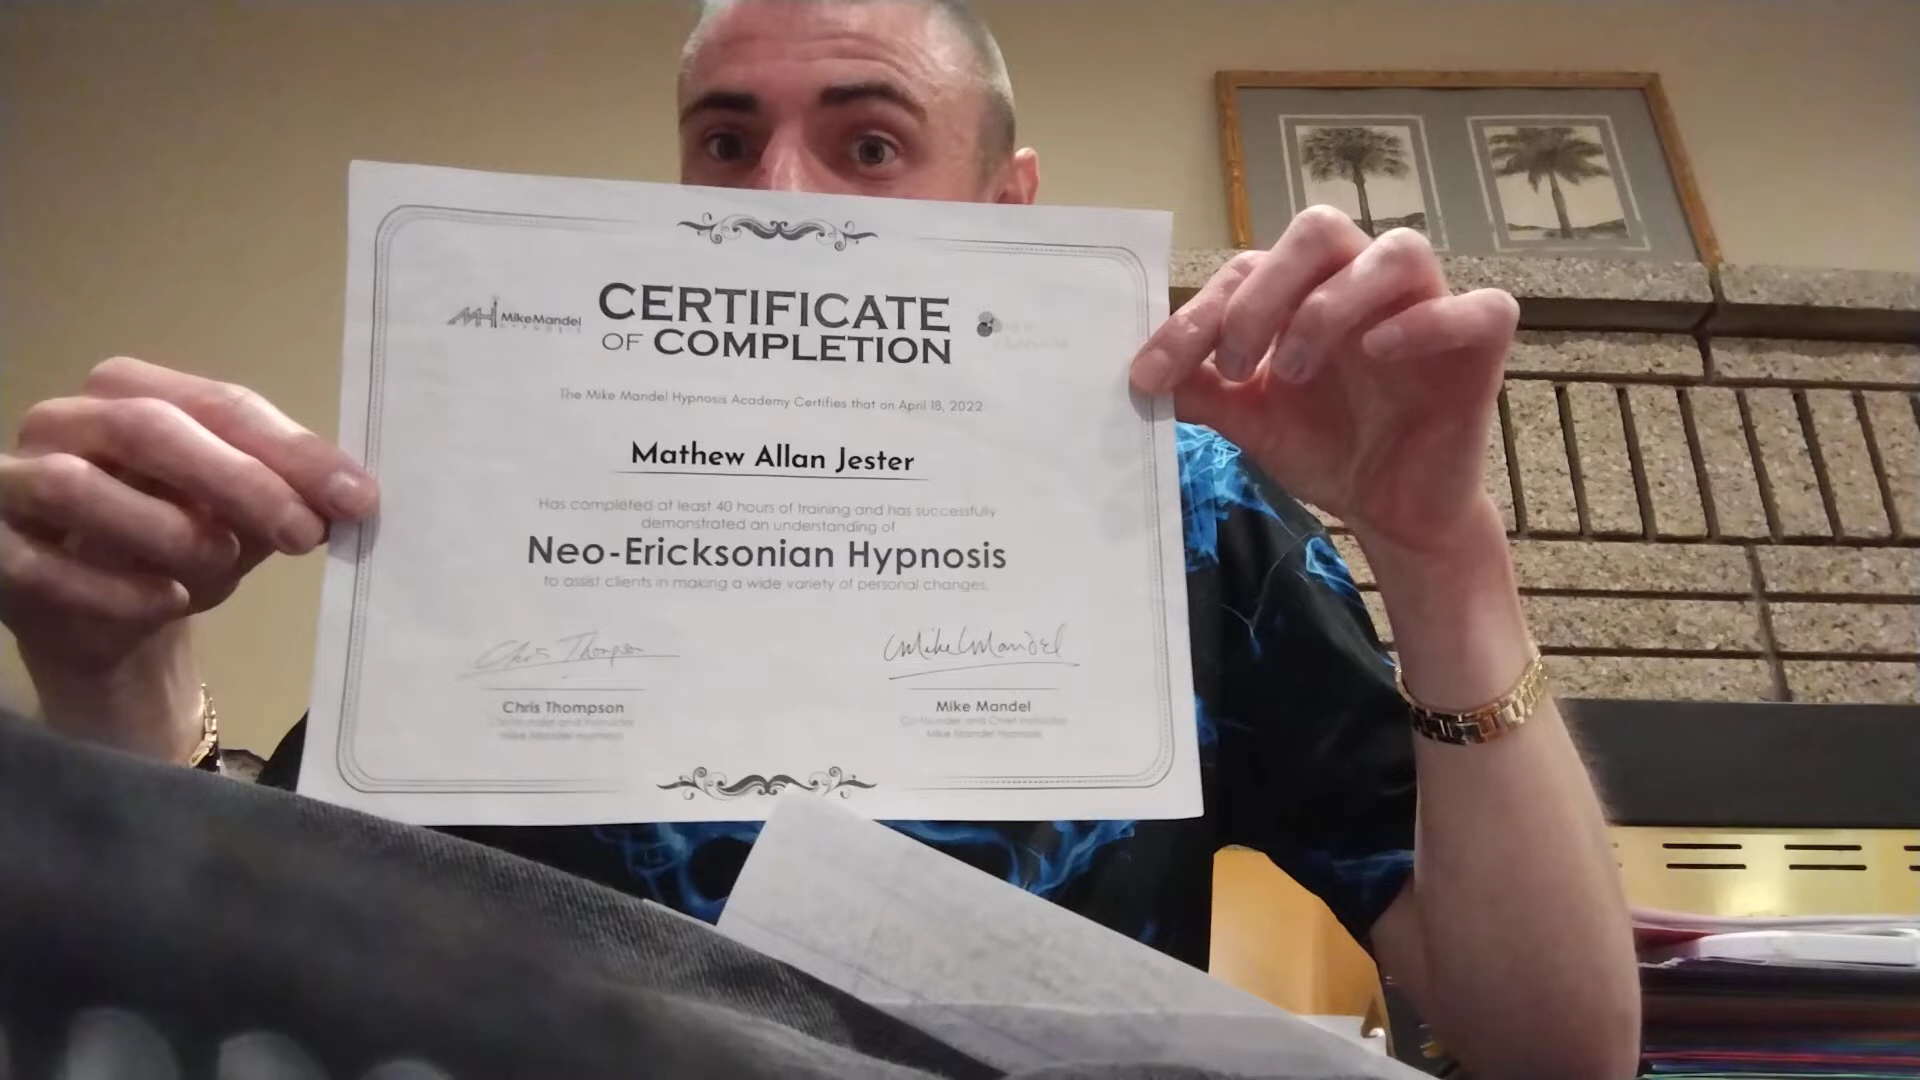 MikeMandel
HYPNOSIS
CERTIFICATE
OF COMPLETION
The Mike Mandel Hypnosis Academy Certifies that on April 18, 2022
Mathew Allan Jester
Has completed at least 40 hours of training and has successfully
demonstrated an understanding of
Neo-Ericksonian Hypnosis
to assist clients in making a wide variety of personal changes.
Chris Thompson
Mike Mandel
Chris Thompson
Mike Mandel
Co-founder and Instructor
Co-founder and Chief Instructor
Mike Mandel Hypnosis
Mike Mandel Hypnosis